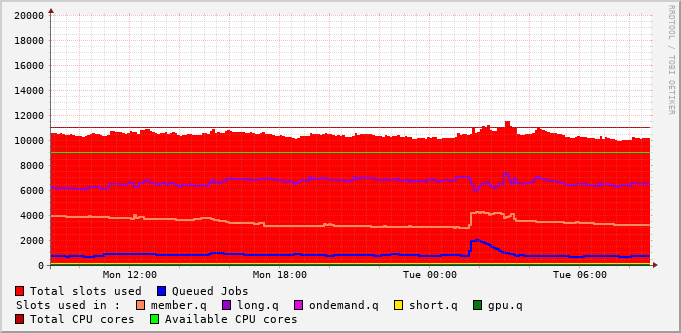 20000
18000
16000
14000
12000
10000
8000
6000
4000
2000
0
Mon 12:00 Mon 18:00 Tue 00:00 Tue 06:00
Total slots used Queued Jobs
Slots used in : member.q long.q ondemand.q short.q gpu.q
Total CPU cores Available CPU cores
RRDTOOL / TOBI OETIKER